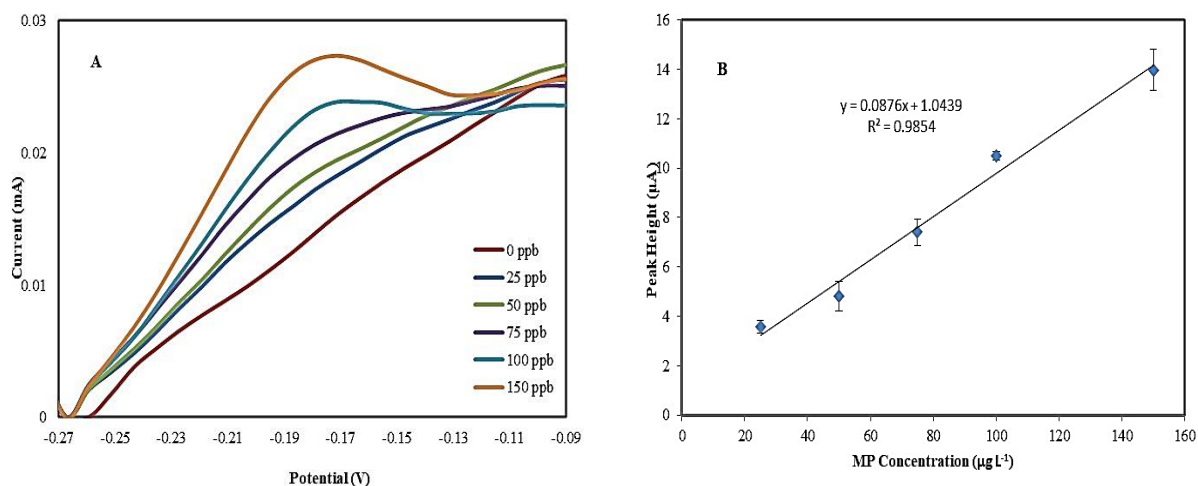 A
Current (mA)
0.03
0.02
0.01
0
-0.27
-0.25
-0.23
-0.21
-0.19
-0.17
-0.15
-0.13
-0.11
-0.09
Potential (V)
0 ppb
25 ppb
50 ppb
75 ppb
100 ppb
150 ppb
B
Peak Height (µA)
16
14
12
10
8
6
4
2
0
y = 0.0876x + 1.0439
R² = 0.9854
0
20
40
60
80
100
120
140
160
MP Concentration (µg L⁻¹)